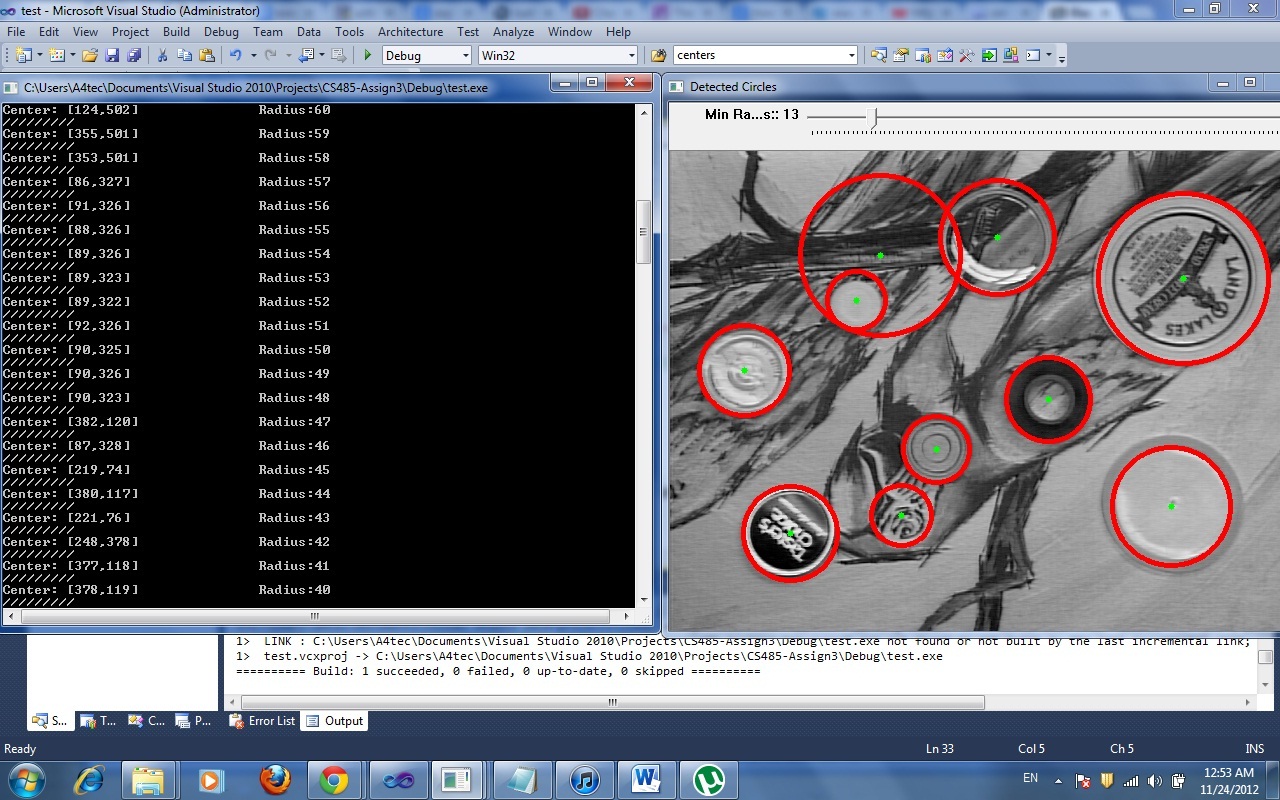 test - Microsoft Visual Studio (Administrator)
File Edit View Project Build Debug Team Data Tools Architecture Test Analyze Window Help
Debug Win32 centers
C:\Users\A4tec\Documents\Visual Studio 2010\Projects\CS485-Assign3\Debug\test.exe
Center: [124,502] Radius:60
/////////
Center: [355,501] Radius:59
/////////
Center: [353,501] Radius:58
/////////
Center: [86,327] Radius:57
/////////
Center: [91,326] Radius:56
/////////
Center: [88,326] Radius:55
/////////
Center: [89,326] Radius:54
/////////
Center: [89,323] Radius:53
/////////
Center: [89,322] Radius:52
/////////
Center: [92,326] Radius:51
/////////
Center: [90,325] Radius:50
/////////
Center: [90,326] Radius:49
/////////
Center: [90,323] Radius:48
/////////
Center: [382,120] Radius:47
/////////
Center: [87,328] Radius:46
/////////
Center: [219,74] Radius:45
/////////
Center: [380,117] Radius:44
/////////
Center: [221,76] Radius:43
/////////
Center: [248,378] Radius:42
/////////
Center: [377,118] Radius:41
/////////
Center: [378,119] Radius:40
/////////
Detected Circles
Min Ra...s:: 13
LAND
LAKES
1> LINK : C:\Users\A4tec\Documents\Visual Studio 2010\Projects\CS485-Assign3\Debug\test.exe not found or not built by the last incremental link;
1> test.vcxproj -> C:\Users\A4tec\Documents\Visual Studio 2010\Projects\CS485-Assign3\Debug\test.exe
========== Build: 1 succeeded, 0 failed, 0 up-to-date, 0 skipped ==========
S... T... C... P... Error List Output
Ready Ln 33 Col 5 Ch 5 INS
EN 12:53 AM
11/24/2012